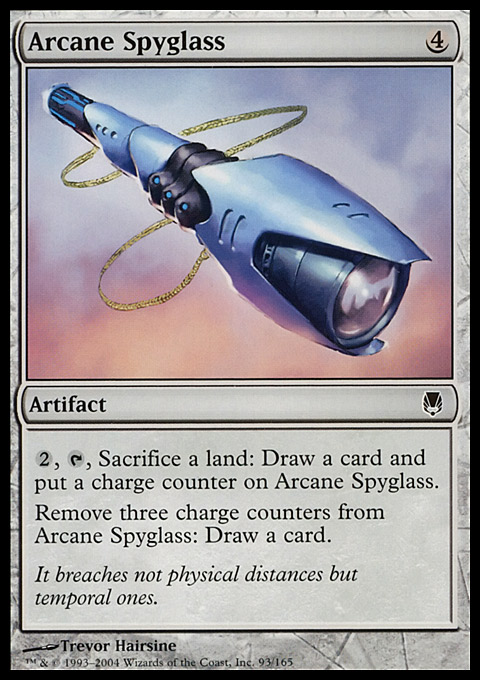 Arcane Spyglass 4
Artifact
2, , Sacrifice a land: Draw a card and
put a charge counter on Arcane Spyglass.
Remove three charge counters from
Arcane Spyglass: Draw a card.
It breaches not physical distances but
temporal ones.
Trevor Hairsine
™ & © 1993–2004 Wizards of the Coast, Inc. 93/165